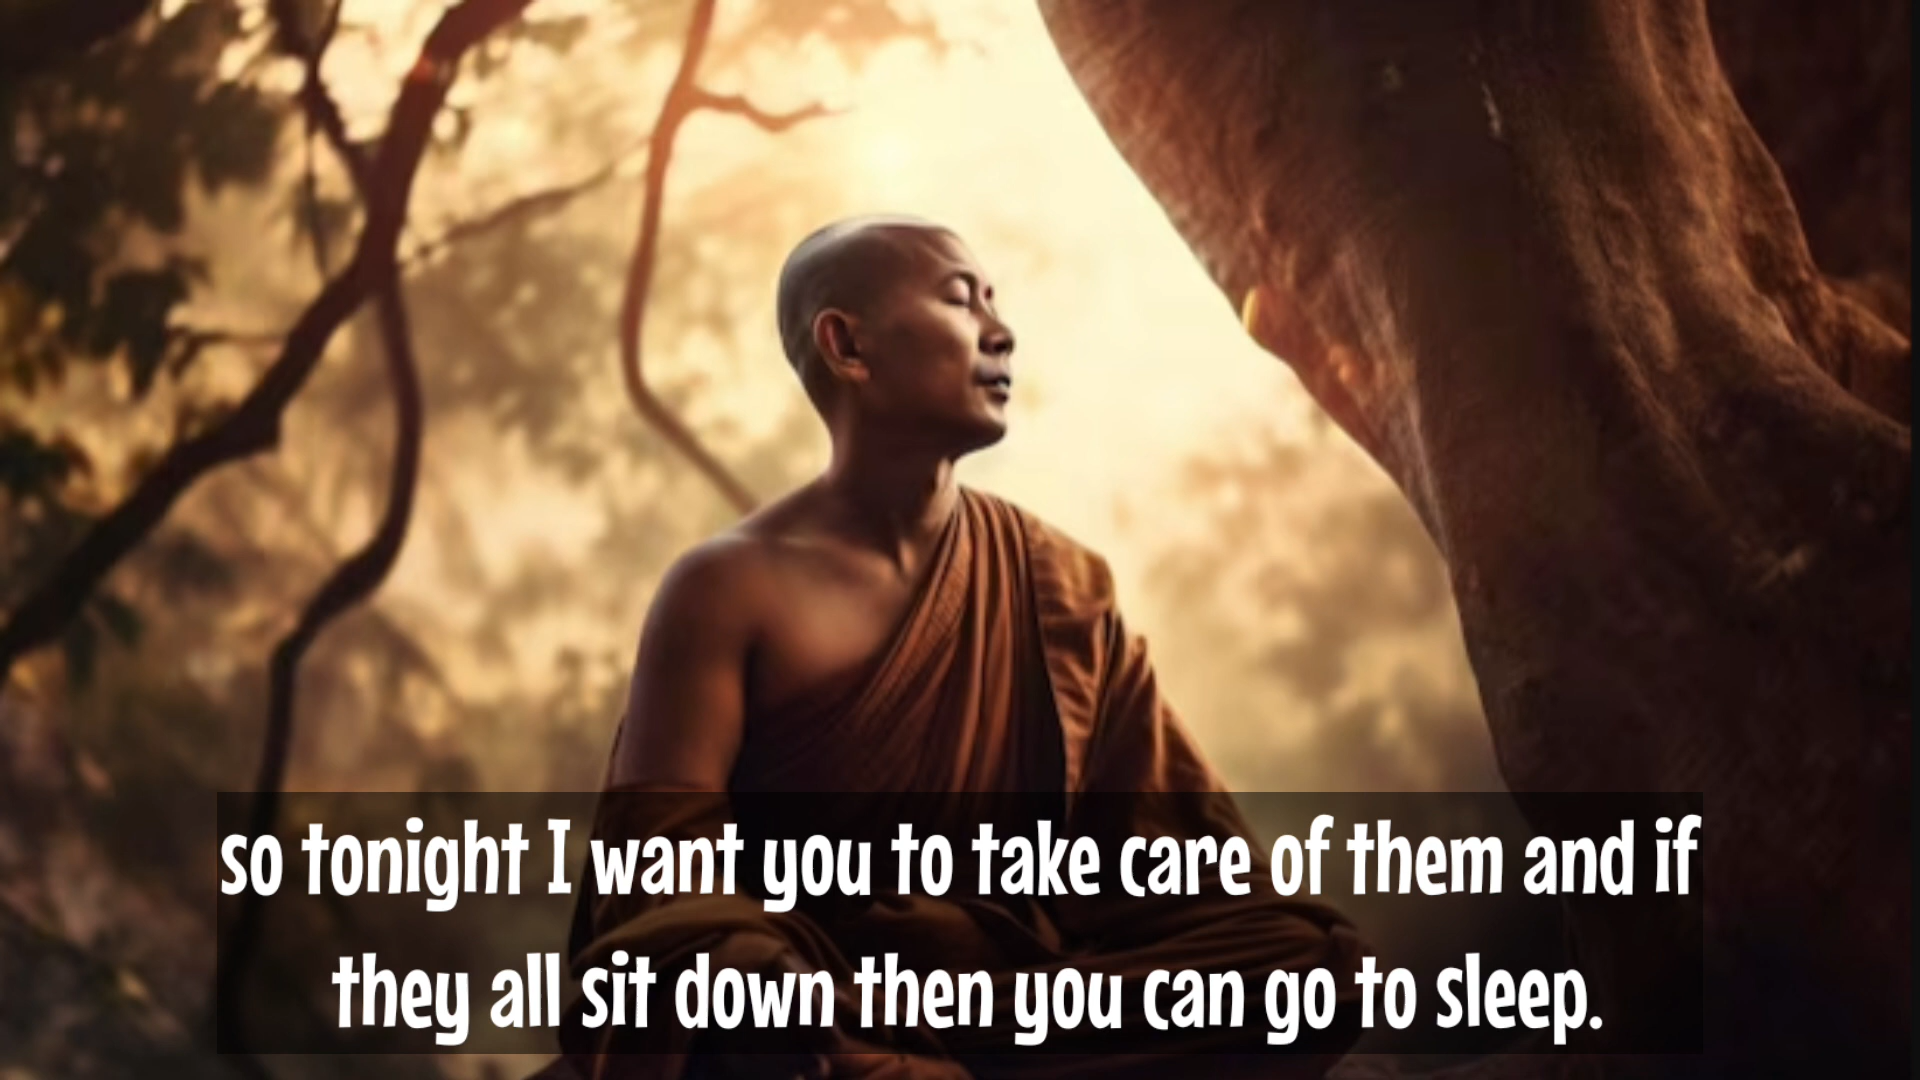 so tonight I want you to take care of them and if
they all sit down then you can go to sleep.